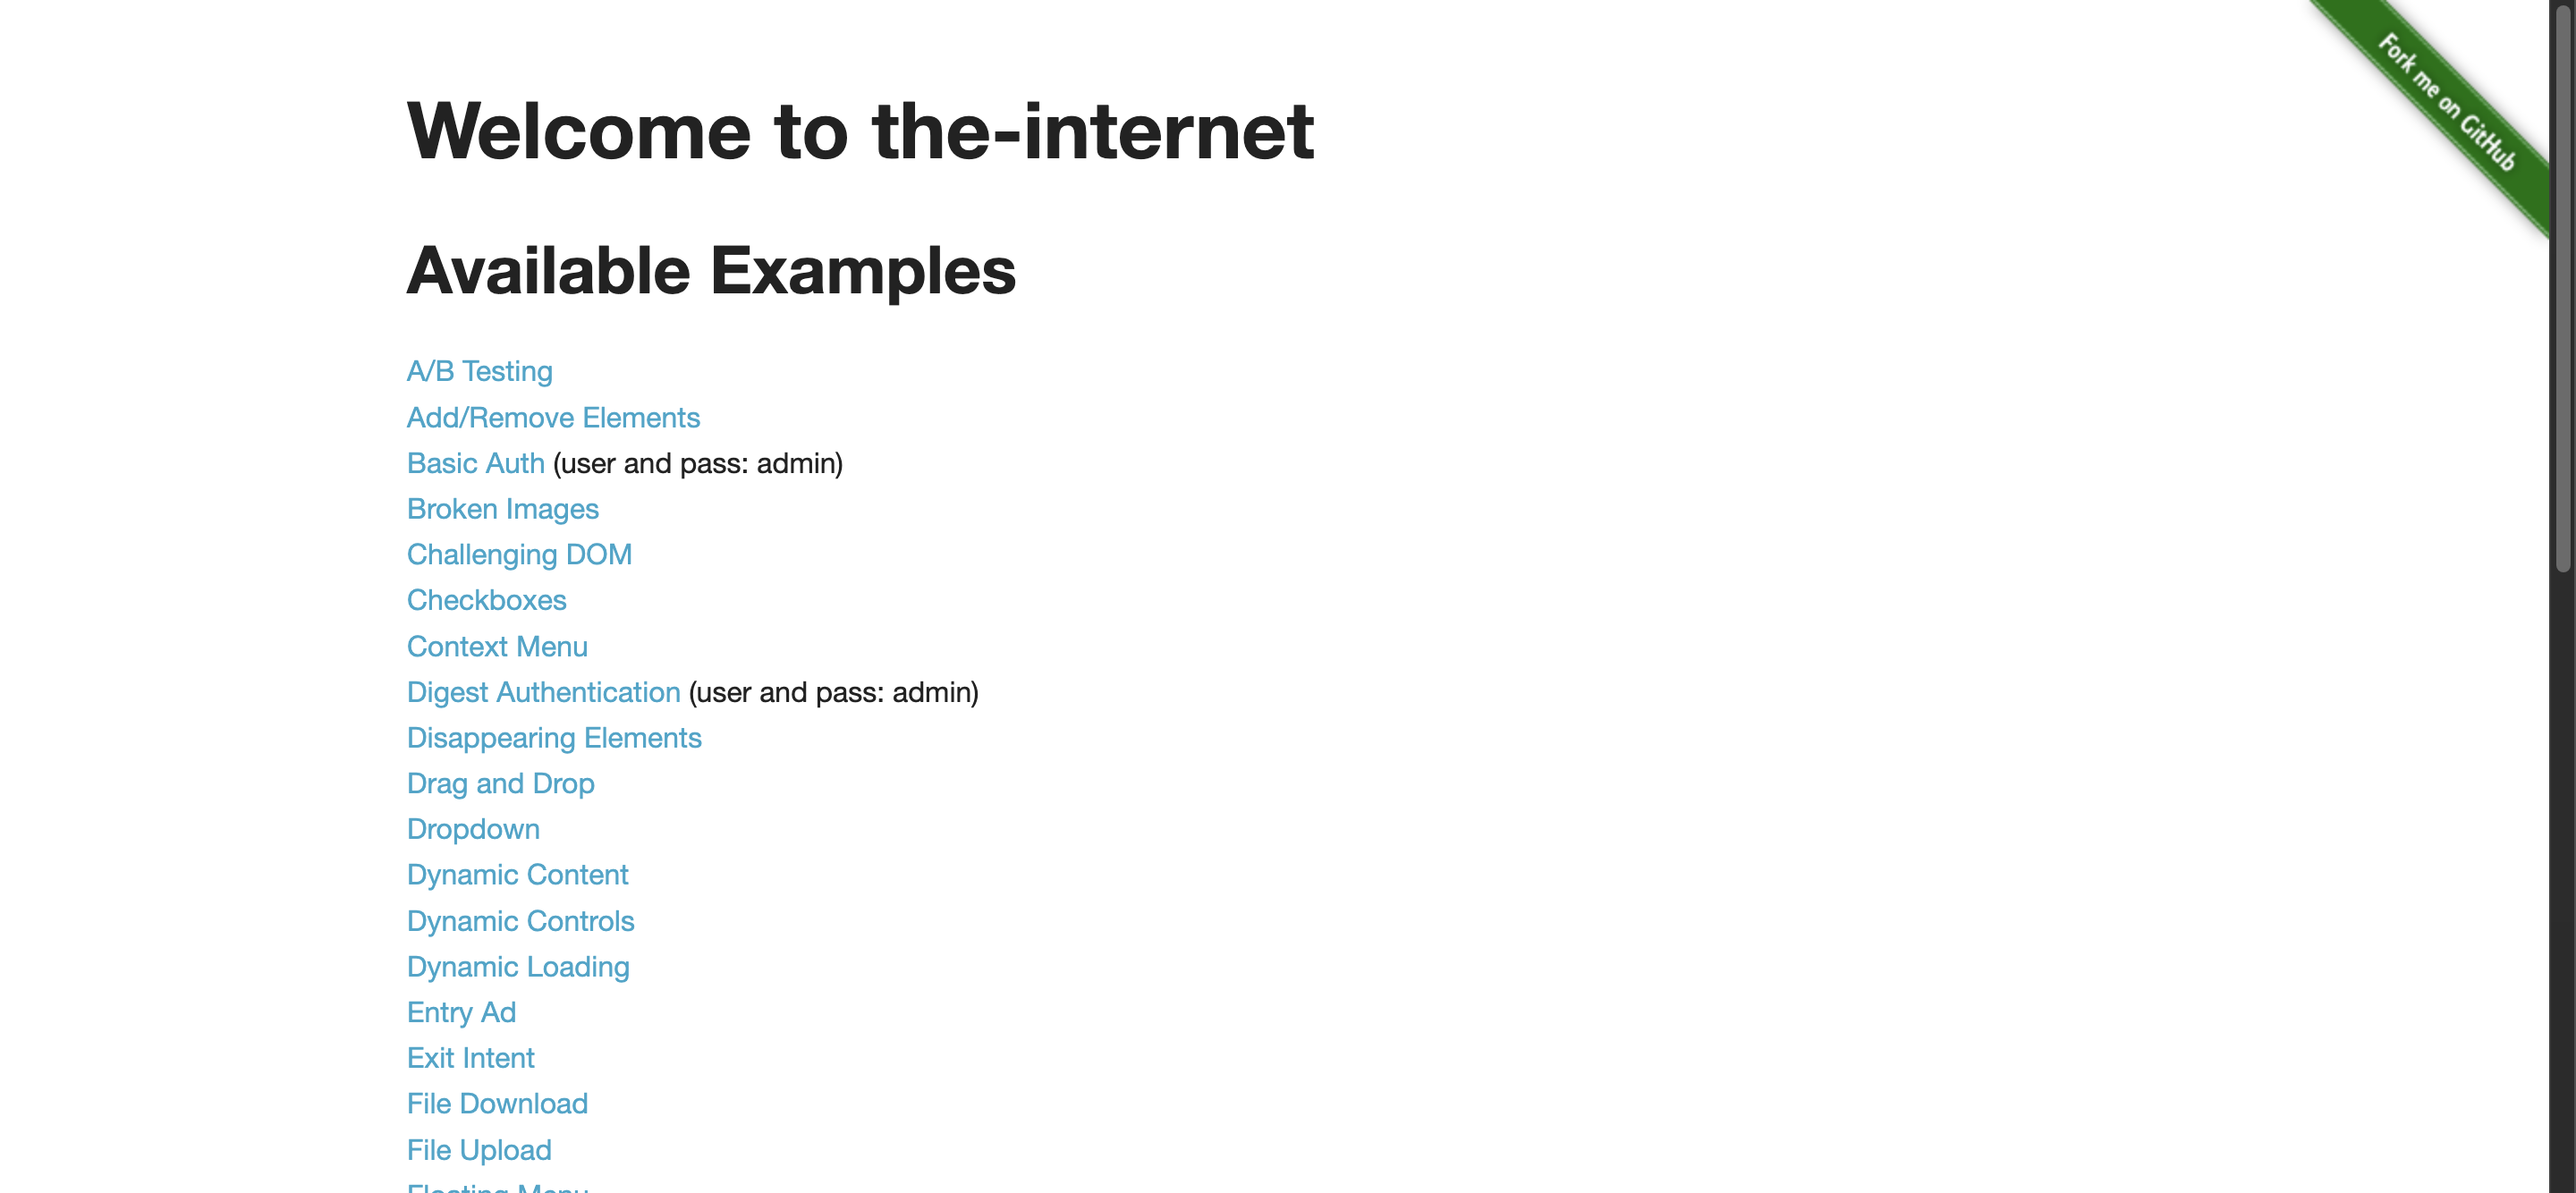 Fork me on GitHub
Welcome to the-internet
Available Examples
A/B Testing
Add/Remove Elements
Basic Auth (user and pass: admin)
Broken Images
Challenging DOM
Checkboxes
Context Menu
Digest Authentication (user and pass: admin)
Disappearing Elements
Drag and Drop
Dropdown
Dynamic Content
Dynamic Controls
Dynamic Loading
Entry Ad
Exit Intent
File Download
File Upload
Floating Menu